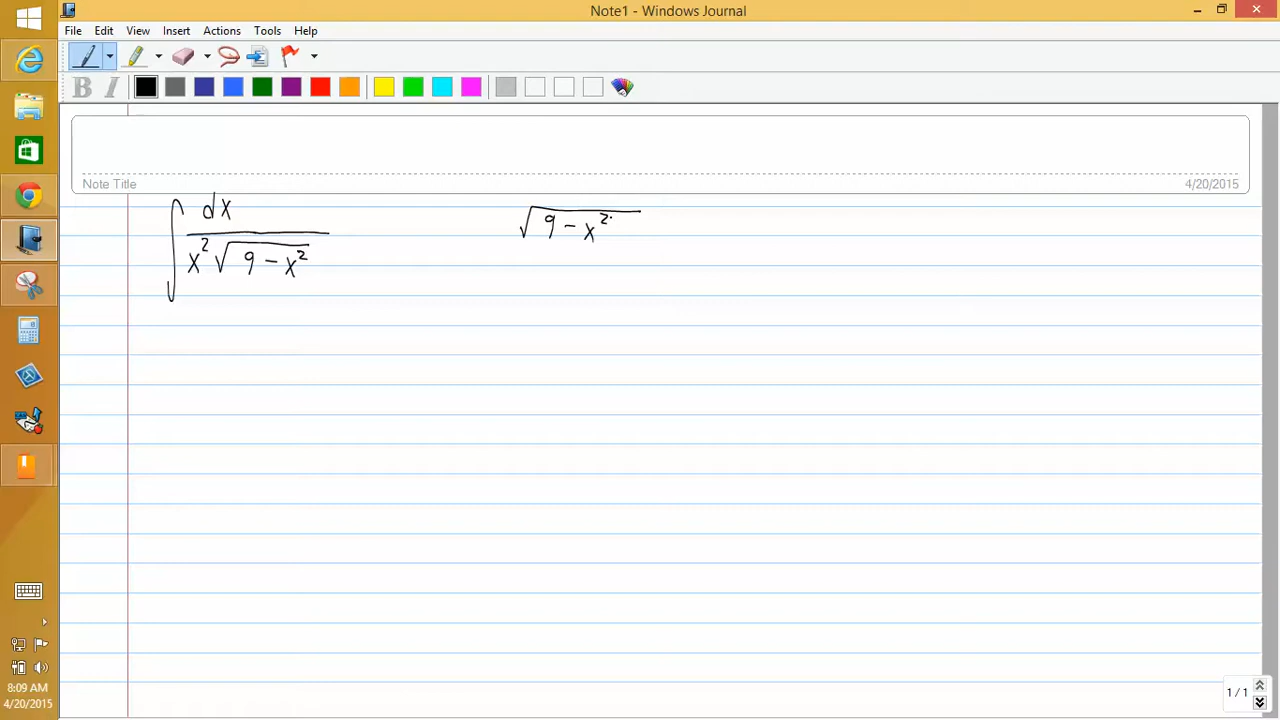 Note1 - Windows Journal
File Edit View Insert Actions Tools Help
B I
Note Title
4/20/2015
dx
x² √9 - x²
√9 - x²
1 / 1
8:09 AM
4/20/2015